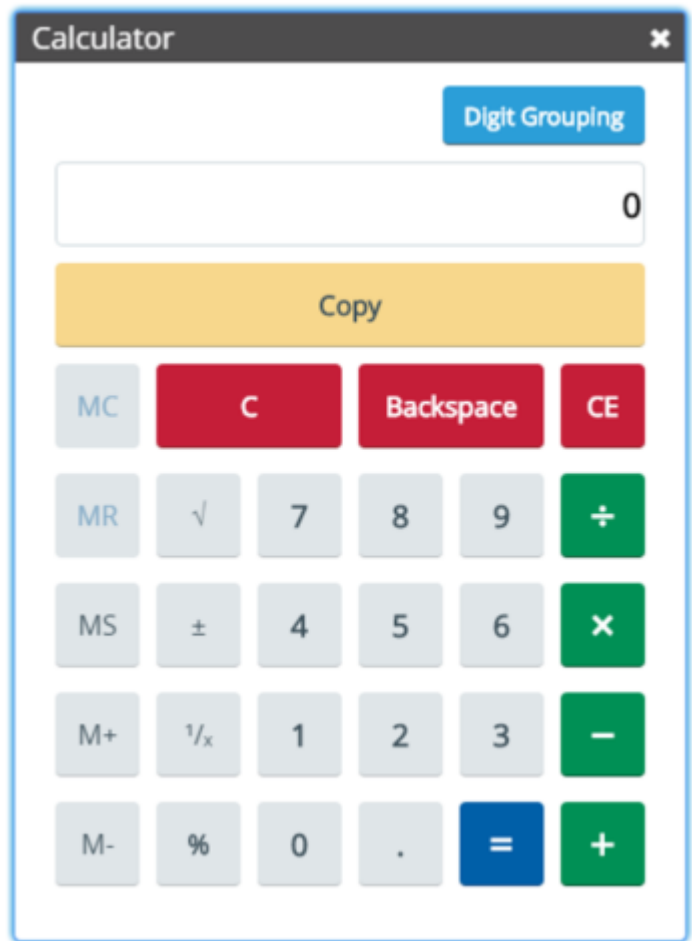 Calculator ✖
Digit Grouping
0
Copy
MC C Backspace CE
MR √ 7 8 9 ÷
MS ± 4 5 6 ×
M+ ¹/ₓ 1 2 3 −
M- % 0 . = +